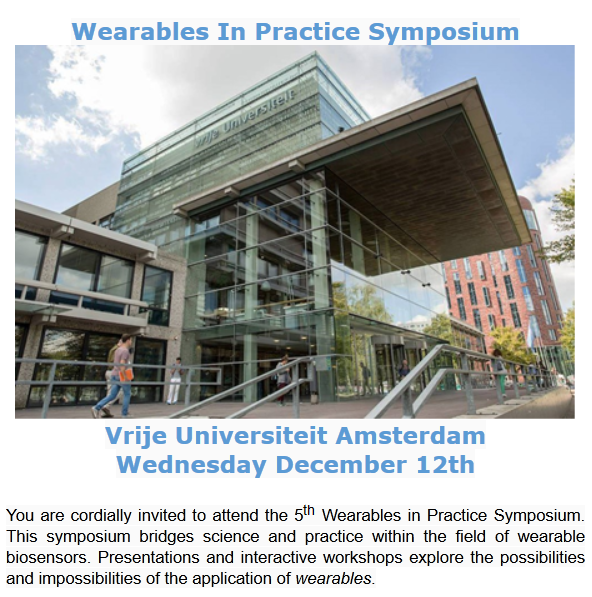 Wearables In Practice Symposium
Vrije Universiteit
Vrije Universiteit Amsterdam
Wednesday December 12th
You are cordially invited to attend the 5th Wearables in Practice Symposium.
This symposium bridges science and practice within the field of wearable
biosensors. Presentations and interactive workshops explore the possibilities
and impossibilities of the application of wearables.